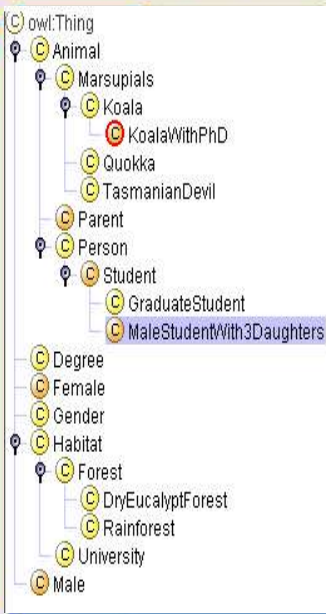 C owl:Thing
C Animal
C Marsupials
C Koala
C KoalaWithPhD
C Quokka
C TasmanianDevil
C Parent
C Person
C Student
C GraduateStudent
C MaleStudentWith3Daughters
C Degree
C Female
C Gender
C Habitat
C Forest
C DryEucalyptForest
C Rainforest
C University
C Male